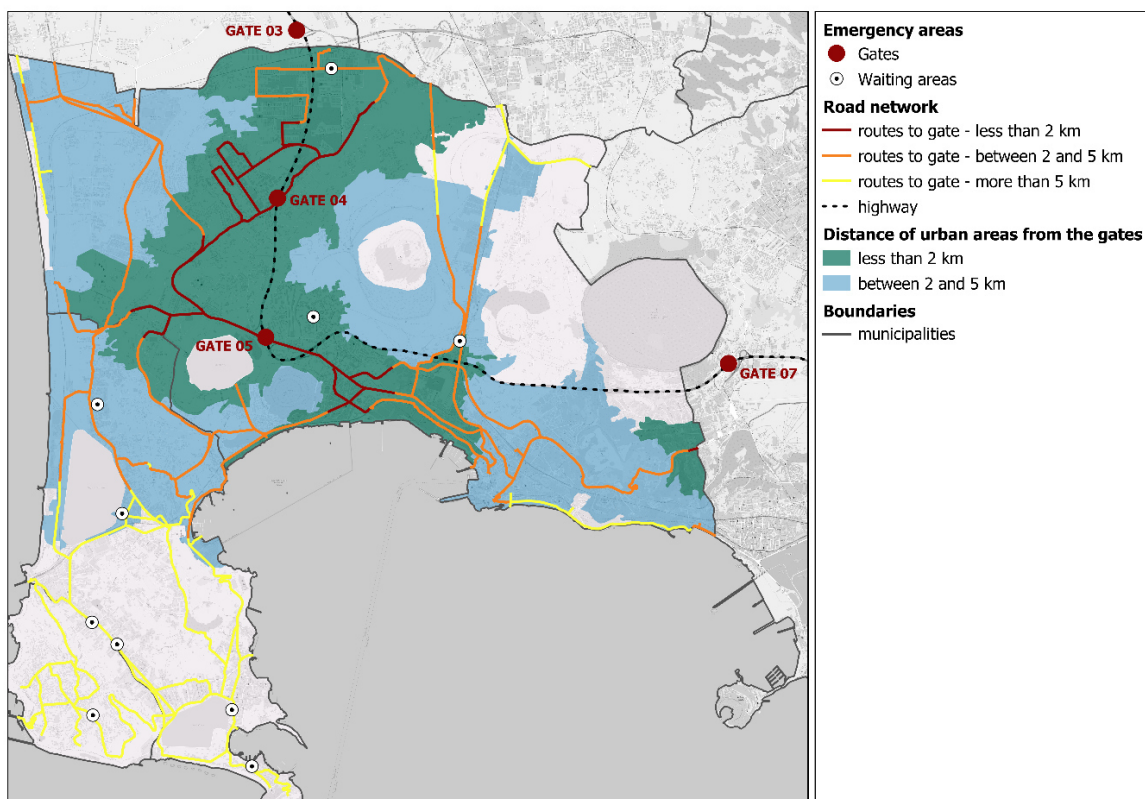 GATE 03
GATE 04
GATE 05
GATE 07
Emergency areas
Gates
Waiting areas
Road network
routes to gate - less than 2 km
routes to gate - between 2 and 5 km
routes to gate - more than 5 km
highway
Distance of urban areas from the gates
less than 2 km
between 2 and 5 km
Boundaries
municipalities